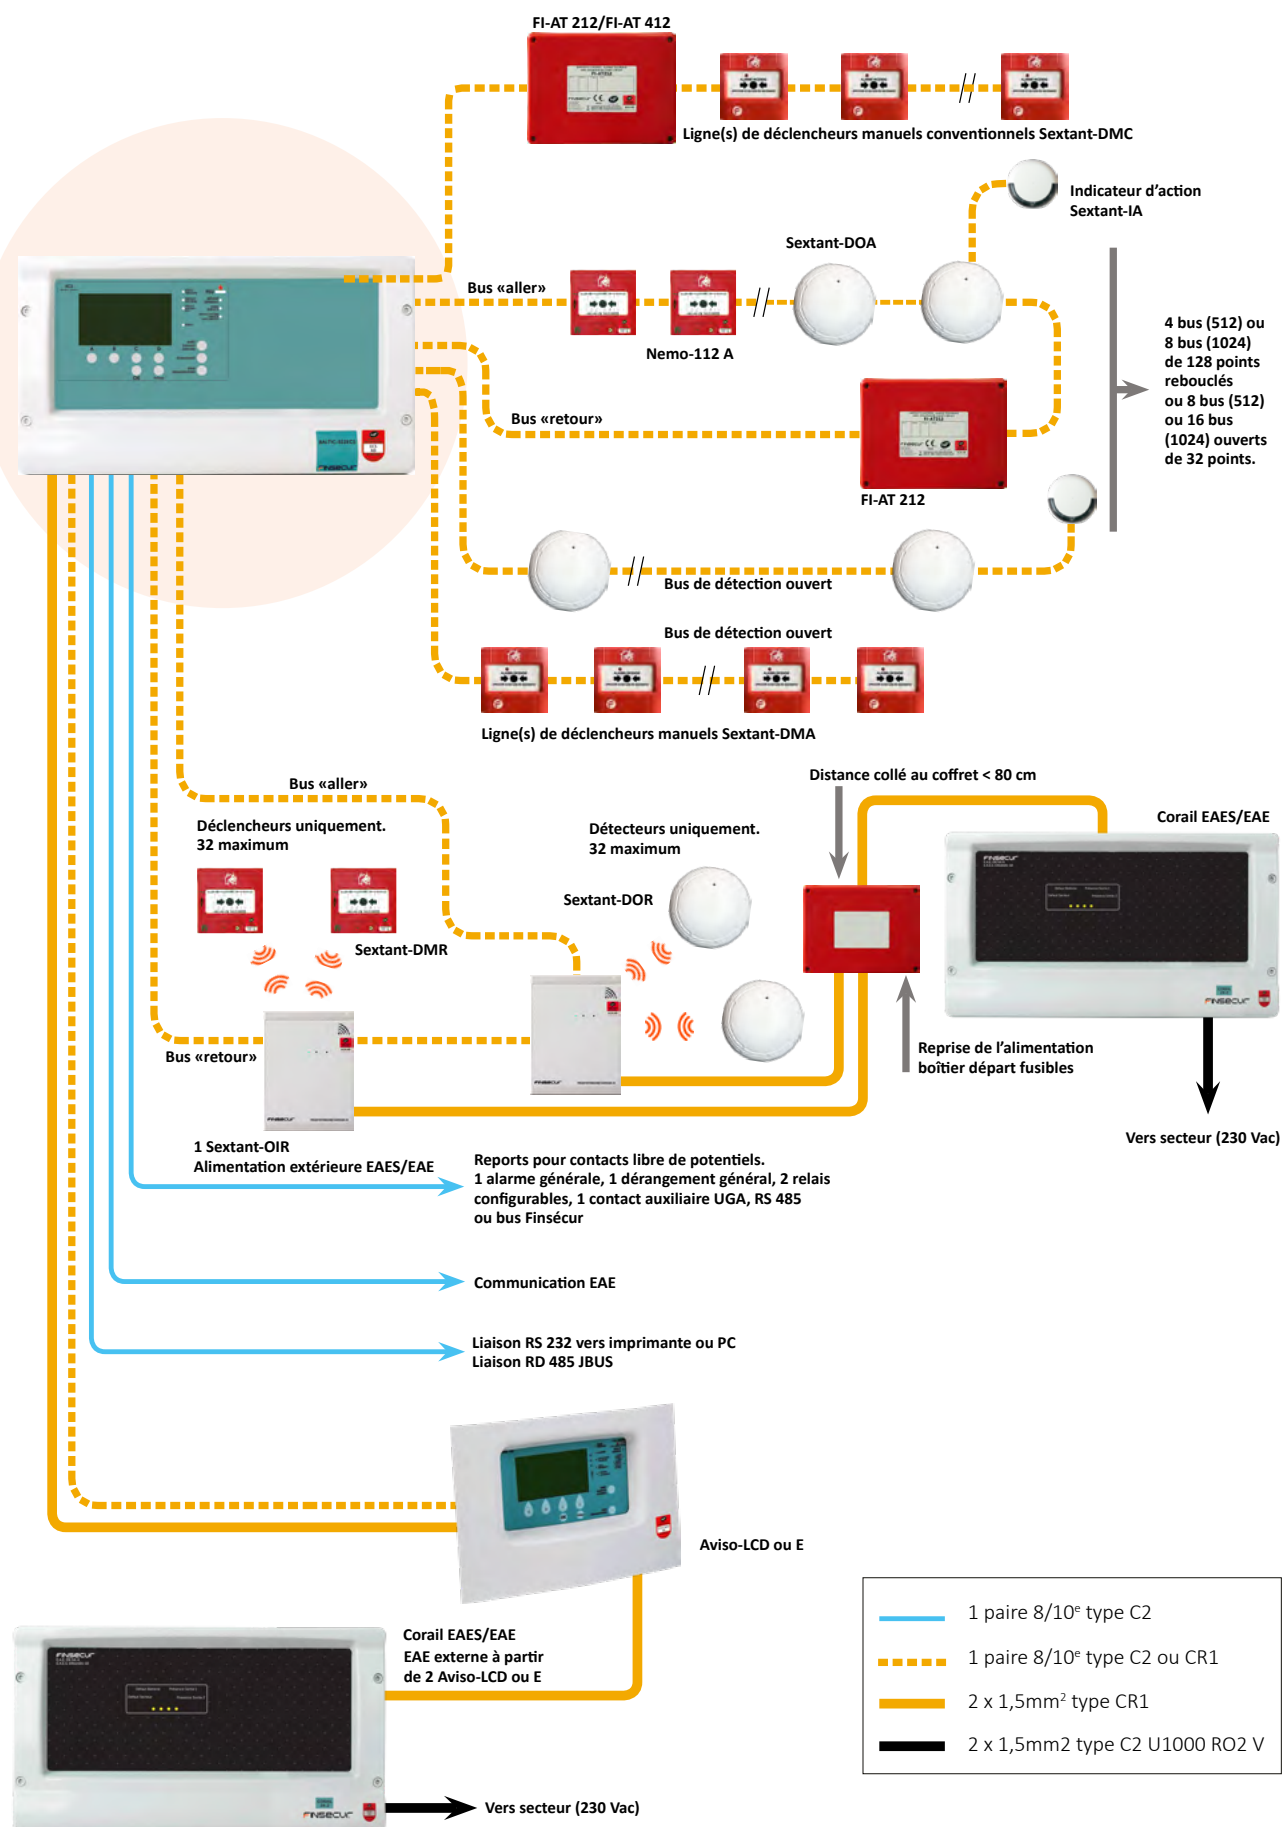 FI-AT 212/FI-AT 412
Ligne(s) de déclencheurs manuels conventionnels Sextant-DMC
Indicateur d’action
Sextant-IA
Sextant-DOA
Bus «aller»
Nemo-112 A
4 bus (512) ou
8 bus (1024)
de 128 points
rebouclés
ou 8 bus (512)
ou 16 bus
(1024) ouverts
de 32 points.
Bus «retour»
FI-AT 212
FINSECUR
Bus de détection ouvert
Bus de détection ouvert
Ligne(s) de déclencheurs manuels Sextant-DMA
Bus «aller»
Distance collé au coffret < 80 cm
Corail EAES/EAE
Déclencheurs uniquement.
32 maximum
Détecteurs uniquement.
32 maximum
FINSECUR
Sextant-DOR
Sextant-DMR
FINSECUR
Bus «retour»
Reprise de l’alimentation
boîtier départ fusibles
FINSECUR
FINSECUR
Vers secteur (230 Vac)
1 Sextant-OIR
Alimentation extérieure EAES/EAE
Reports pour contacts libre de potentiels.
1 alarme générale, 1 dérangement général, 2 relais
configurables, 1 contact auxiliaire UGA, RS 485
ou bus Finsécur
Communication EAE
Liaison RS 232 vers imprimante ou PC
Liaison RD 485 JBUS
Aviso-LCD ou E
Corail EAES/EAE
EAE externe à partir
de 2 Aviso-LCD ou E
FINSECUR
FINSECUR
Vers secteur (230 Vac)
1 paire 8/10e type C2
1 paire 8/10e type C2 ou CR1
2 x 1,5mm² type CR1
2 x 1,5mm2 type C2 U1000 RO2 V